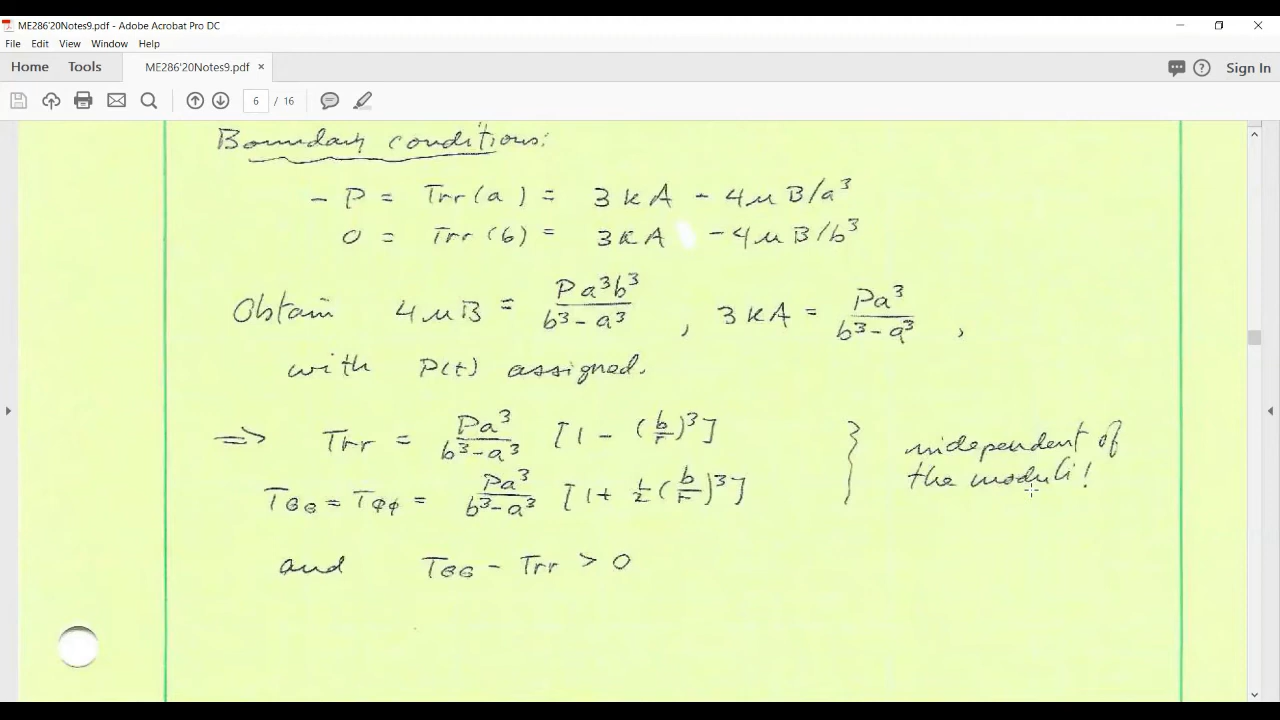 ME286'20Notes9.pdf - Adobe Acrobat Pro DC
File Edit View Window Help
Home Tools ME286'20Notes9.pdf × Sign In
6 / 16
Boundary conditions:
- P = Trr(a) = 3κA - 4μB/a³
0 = Trr(b) = 3κA - 4μB/b³
Obtain 4μB = Pa³b³/(b³-a³) , 3κA = Pa³/(b³-a³) ,
with P(t) assigned.
⇒ Trr = Pa³/(b³-a³) [1 - (b/r)³]
Tθθ = Tφφ = Pa³/(b³-a³) [1 + 1/2 (b/r)³]
independent of
the moduli!
and Tθθ - Trr > 0